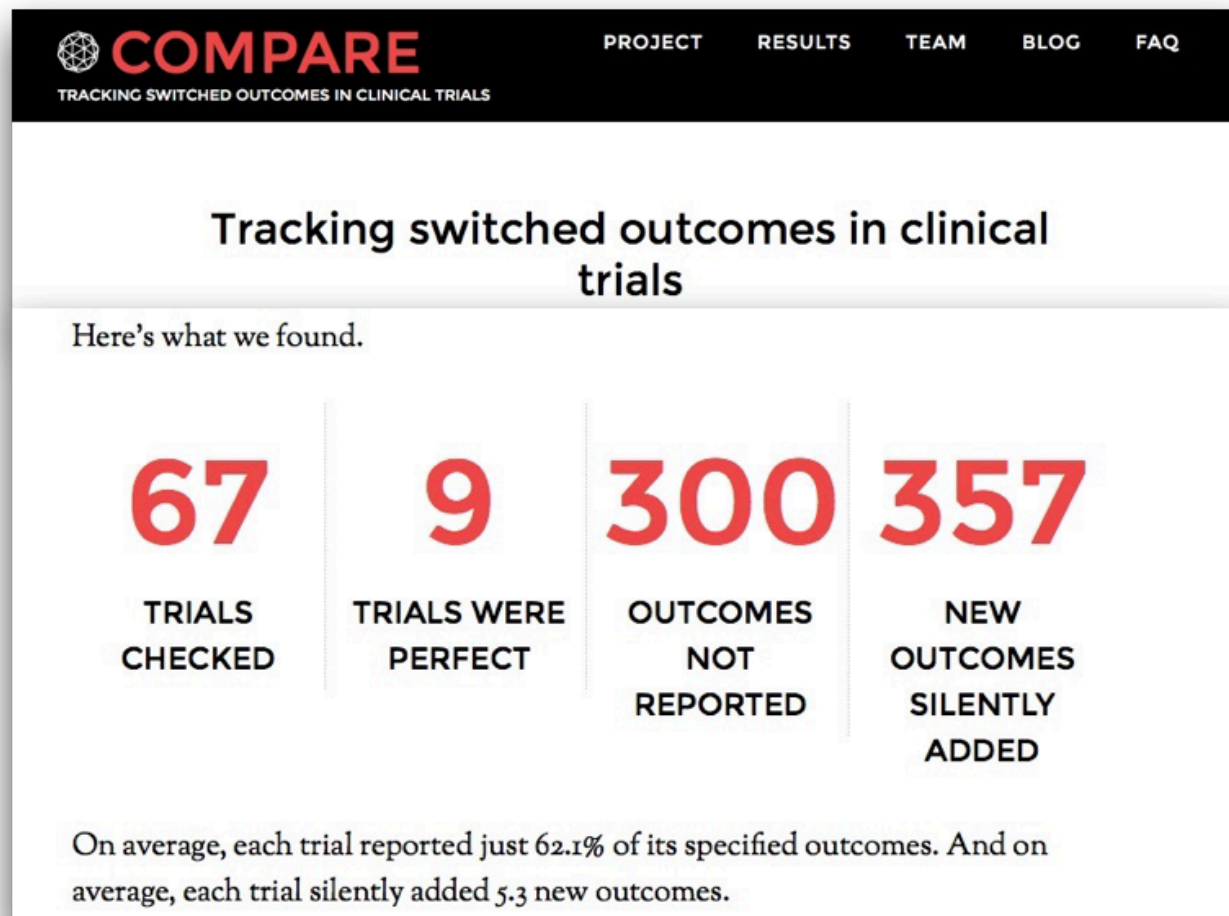 COMPARE
TRACKING SWITCHED OUTCOMES IN CLINICAL TRIALS
PROJECT RESULTS TEAM BLOG FAQ
Tracking switched outcomes in clinical
trials
Here's what we found.
67
TRIALS
CHECKED
9
TRIALS WERE
PERFECT
300
OUTCOMES
NOT
REPORTED
357
NEW
OUTCOMES
SILENTLY
ADDED
On average, each trial reported just 62.1% of its specified outcomes. And on
average, each trial silently added 5.3 new outcomes.